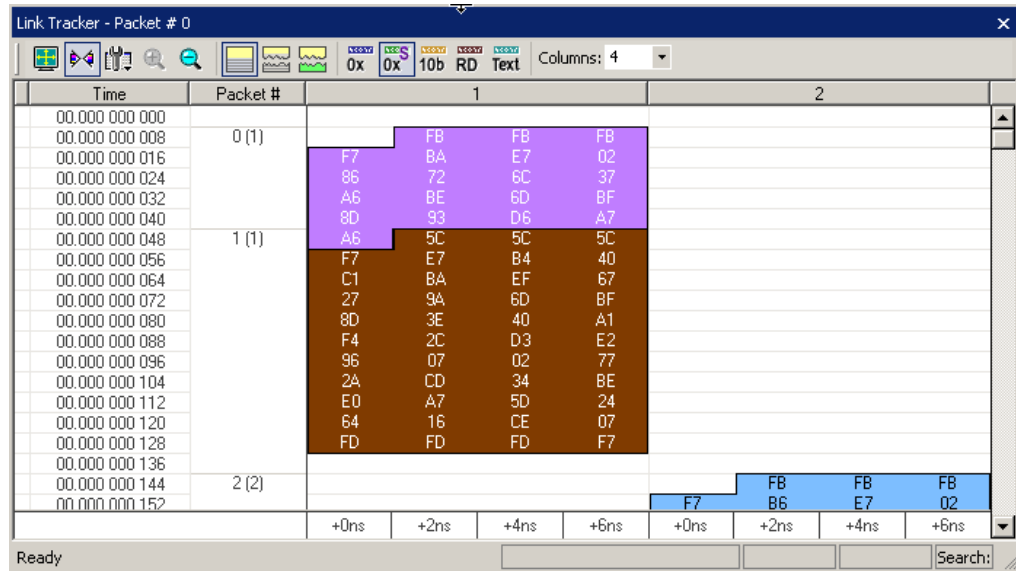 Link Tracker - Packet # 0
0x 0x S 10b RD Text Columns: 4
Time Packet # 1 2
00.000 000 000
00.000 000 008 0 (1) FB FB FB
00.000 000 016 F7 BA E7 02
00.000 000 024 86 72 6C 37
00.000 000 032 A6 BE 6D BF
00.000 000 040 8D 93 D6 A7
00.000 000 048 1 (1) A6 5C 5C 5C
00.000 000 056 F7 E7 B4 40
00.000 000 064 C1 BA EF 67
00.000 000 072 27 9A 6D BF
00.000 000 080 8D 3E 40 A1
00.000 000 088 F4 2C D3 E2
00.000 000 096 96 07 02 77
00.000 000 104 2A CD 34 BE
00.000 000 112 E0 A7 5D 24
00.000 000 120 64 16 CE 07
00.000 000 128 FD FD FD F7
00.000 000 136
00.000 000 144 2 (2) FB FB FB
00.000 000 152 F7 B6 E7 02
+0ns +2ns +4ns +6ns +0ns +2ns +4ns +6ns
Ready Search: